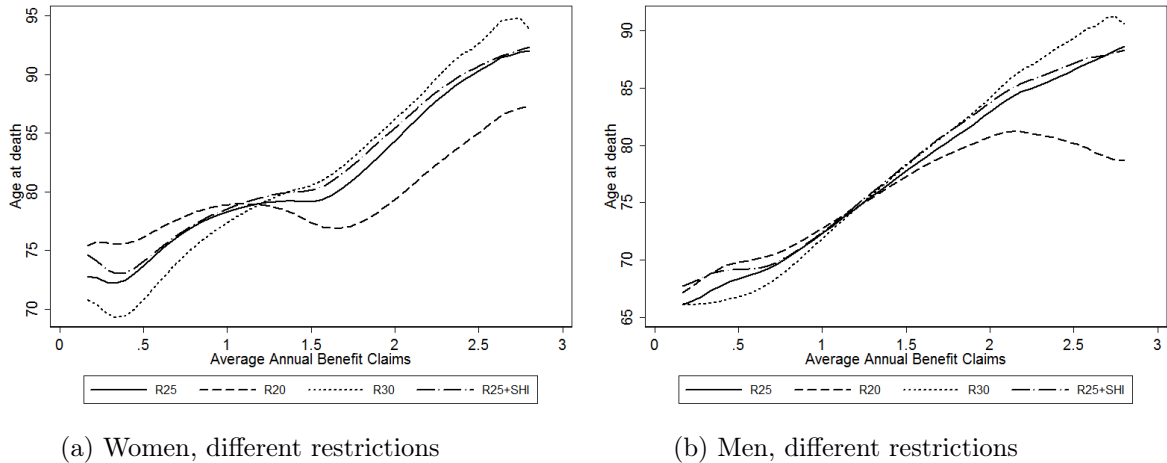 Age at death
95
90
85
80
75
70
0 .5 1 1.5 2 2.5 3
Average Annual Benefit Claims
R25 R20 R30 R25+SHI
(a) Women, different restrictions
Age at death
90
85
80
75
70
65
0 .5 1 1.5 2 2.5 3
Average Annual Benefit Claims
R25 R20 R30 R25+SHI
(b) Men, different restrictions